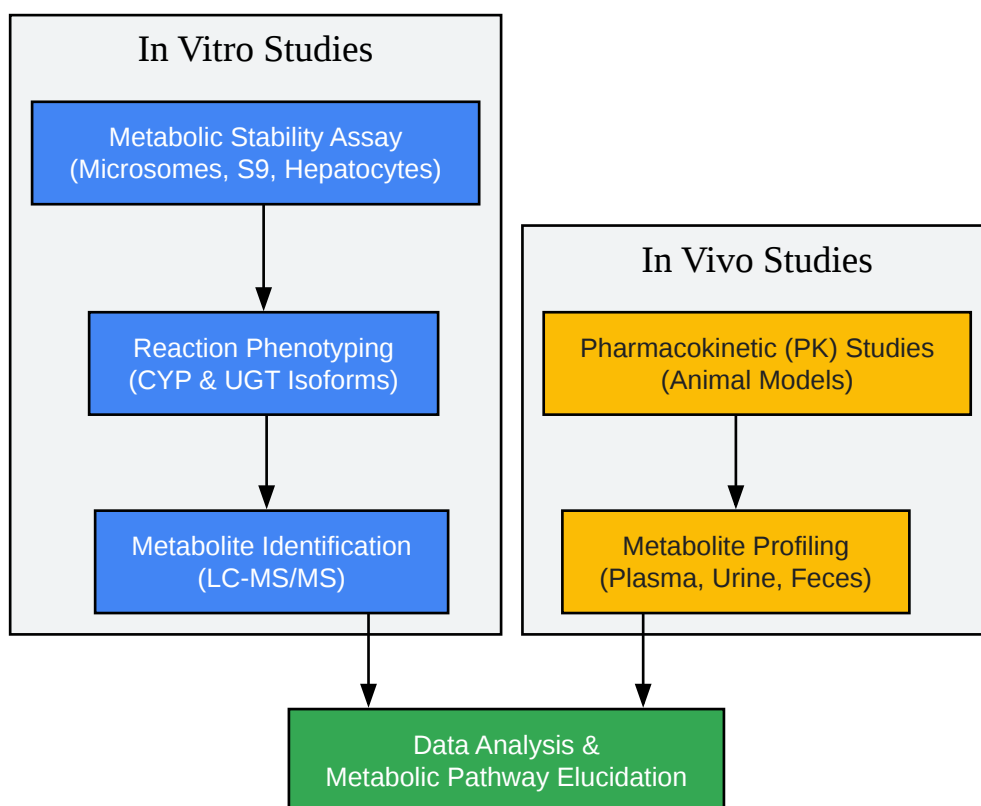 In Vitro Studies
Metabolic Stability Assay
(Microsomes, S9, Hepatocytes)
Reaction Phenotyping
(CYP & UGT Isoforms)
Metabolite Identification
(LC-MS/MS)
In Vivo Studies
Pharmacokinetic (PK) Studies
(Animal Models)
Metabolite Profiling
(Plasma, Urine, Feces)
Data Analysis &
Metabolic Pathway Elucidation